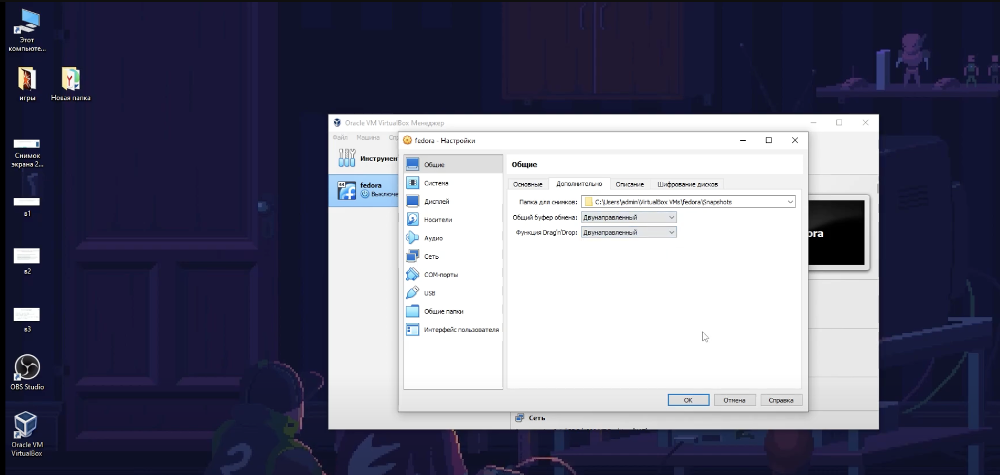 Этот
компьюте...
игры
Новая папка
Снимок
экрана 2...
в1
в2
в3
OBS Studio
Oracle VM
VirtualBox
Oracle VM VirtualBox Менеджер
Файл Машина
Инструмен
64
fedora
Выключе
fedora - Настройки
Общие
Система
Дисплей
Носители
Аудио
Сеть
COM-порты
USB
Общие папки
Интерфейс пользователя
Общие
Основные Дополнительно Описание Шифрование дисков
Папка для снимков: C:\Users\admin\VirtualBox VMs\fedora\Snapshots
Общий буфер обмена: Двунаправленный
Функция Drag'n'Drop: Двунаправленный
OK Отмена Справка
ora
Сеть